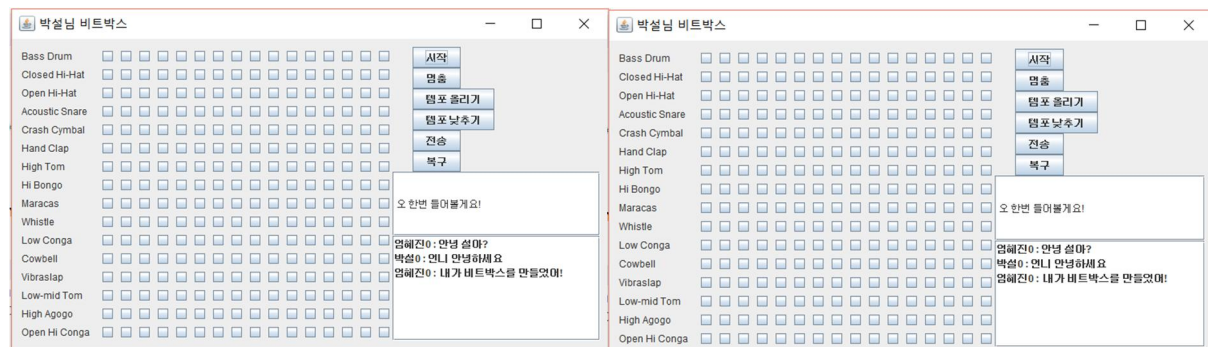 박설님 비트박스
Bass Drum
Closed Hi-Hat
Open Hi-Hat
Acoustic Snare
Crash Cymbal
Hand Clap
High Tom
Hi Bongo
Maracas
Whistle
Low Conga
Cowbell
Vibraslap
Low-mid Tom
High Agogo
Open Hi Conga
시작
멈춤
템포 올리기
템포 낮추기
전송
복구
오 한번 들어볼게요!
엄혜진0 : 안녕 설아?
박설0 : 언니 안녕하세요
엄혜진0 : 내가 비트박스를 만들었어!
박설님 비트박스
Bass Drum
Closed Hi-Hat
Open Hi-Hat
Acoustic Snare
Crash Cymbal
Hand Clap
High Tom
Hi Bongo
Maracas
Whistle
Low Conga
Cowbell
Vibraslap
Low-mid Tom
High Agogo
Open Hi Conga
시작
멈춤
템포 올리기
템포 낮추기
전송
복구
오 한번 들어볼게요!
엄혜진0 : 안녕 설아?
박설0 : 언니 안녕하세요
엄혜진0 : 내가 비트박스를 만들었어!